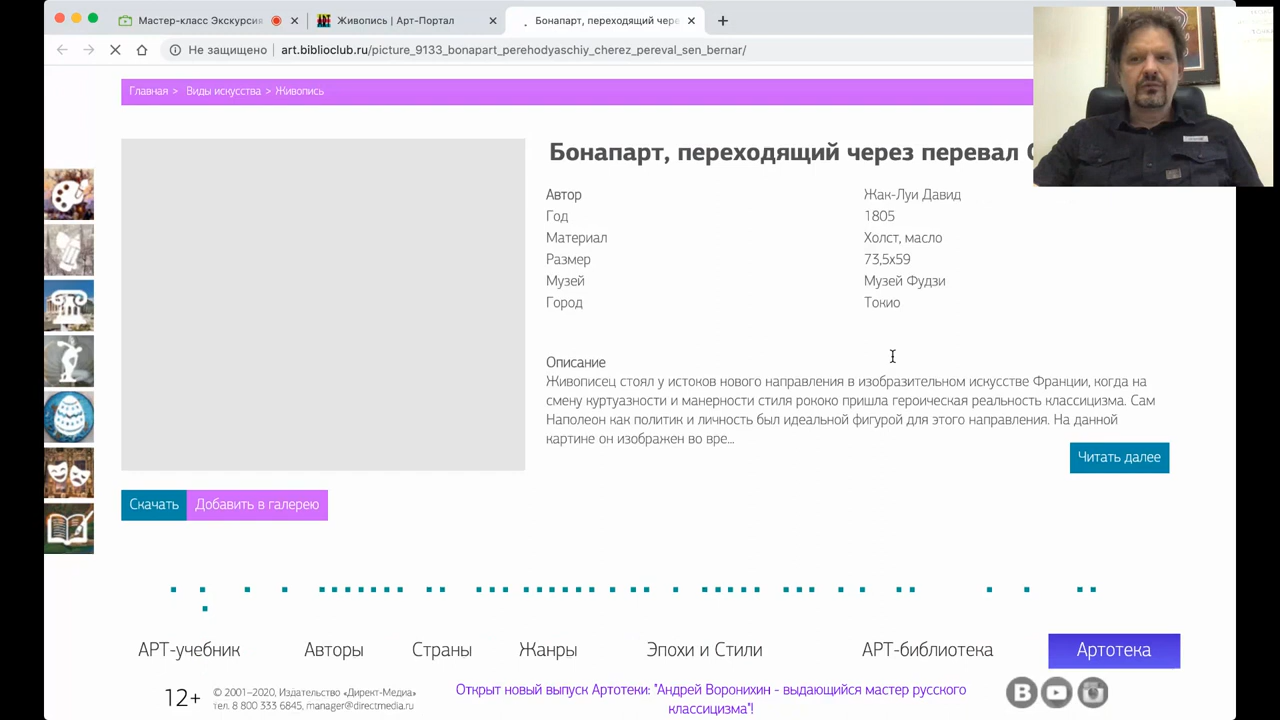 Мастер-класс Экскурсия
Живопись | Арт-Портал
Бонапарт, переходящий чере
Не защищено
art.biblioclub.ru/picture_9133_bonapart_perehodyaschiy_cherez_pereval_sen_bernar/
Главная > Виды искусства > Живопись
Бонапарт, переходящий через перевал
Автор Жак-Луи Давид
Год 1805
Материал Холст, масло
Размер 73,5x59
Музей Музей Фудзи
Город Токио
Описание
Живописец стоял у истоков нового направления в изобразительном искусстве Франции, когда на
смену куртуазности и манерности стиля рококо пришла героическая реальность классицизма. Сам
Наполеон как политик и личность был идеальной фигурой для этого направления. На данной
картине он изображен во вре...
Читать далее
Скачать Добавить в галерею
АРТ-учебник Авторы Страны Жанры Эпохи и Стили АРТ-библиотека Артотека
12+
© 2001–2020, Издательство «Директ-Медиа»
тел. 8 800 333 6845, manager@directmedia.ru
Открыт новый выпуск Артотеки: "Андрей Воронихин - выдающийся мастер русского
классицизма"!